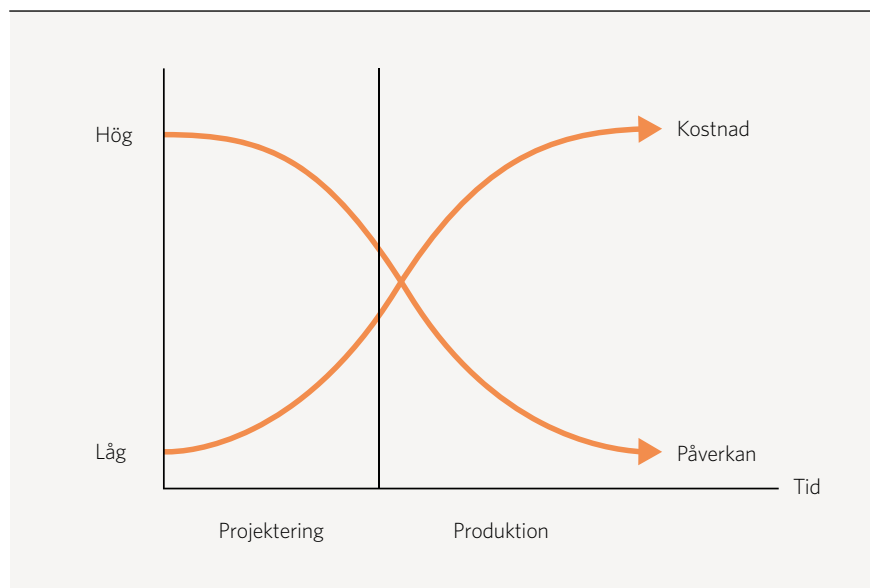 Hög
Kostnad
Låg
Påverkan
Tid
Projektering
Produktion